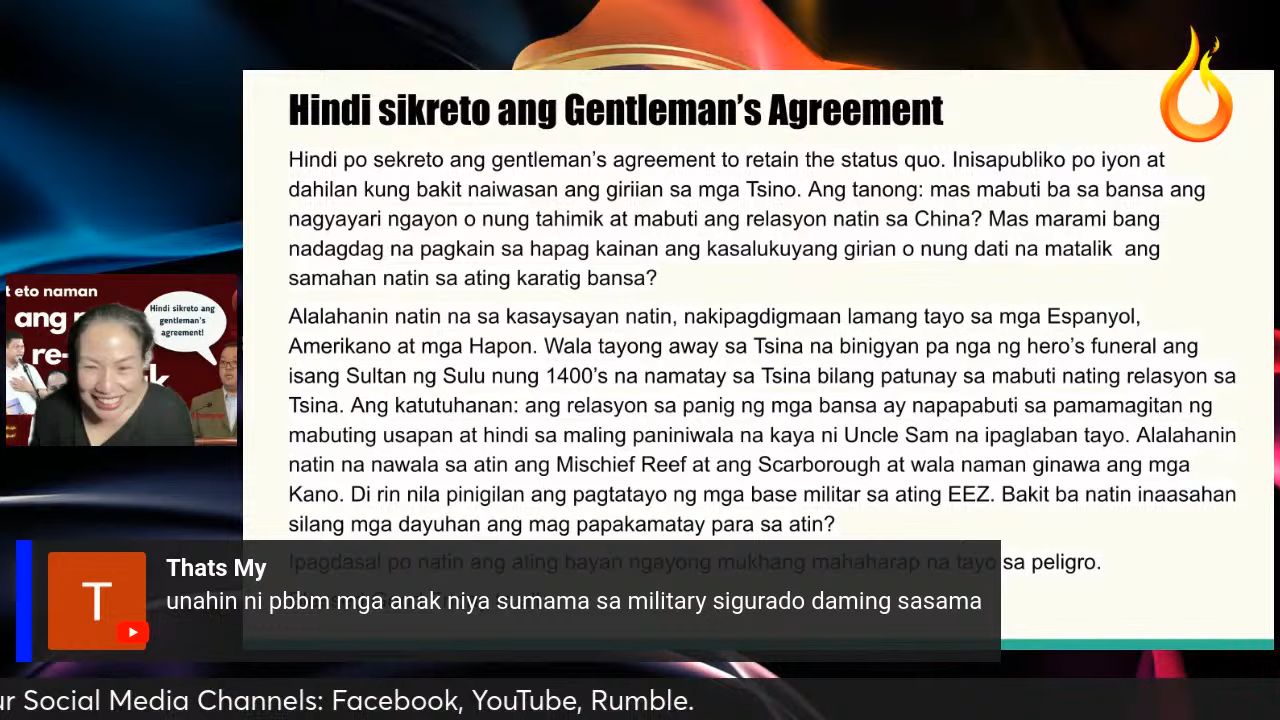 Hindi sikreto ang Gentleman's Agreement
Hindi po sekreto ang gentleman's agreement to retain the status quo. Inisapubliko po iyon at
dahilan kung bakit naiwasan ang giriian sa mga Tsino. Ang tanong: mas mabuti ba sa bansa ang
nagyayari ngayon o nung tahimik at mabuti ang relasyon natin sa China? Mas marami bang
nadagdag na pagkain sa hapag kainan ang kasalukuyang girian o nung dati na matalik ang
samahan natin sa ating karatig bansa?
Alalahanin natin na sa kasaysayan natin, nakipagdigmaan lamang tayo sa mga Espanyol,
Amerikano at mga Hapon. Wala tayong away sa Tsina na binigyan pa nga ng hero's funeral ang
isang Sultan ng Sulu nung 1400's na namatay sa Tsina bilang patunay sa mabuti nating relasyon sa
Tsina. Ang katutuhanan: ang relasyon sa panig ng mga bansa ay napapabuti sa pamamagitan ng
mabuting usapan at hindi sa maling paniniwala na kaya ni Uncle Sam na ipaglaban tayo. Alalahanin
natin na nawala sa atin ang Mischief Reef at ang Scarborough at wala naman ginawa ang mga
Kano. Di rin nila pinigilan ang pagtatayo ng mga base militar sa ating EEZ. Bakit ba natin inaasahan
silang mga dayuhan ang mag papakamatay para sa atin?
Ipagdasal po natin ang ating bayan ngayong mukhang mahaharap na tayo sa peligro.
t eto naman
ang
re-
k
Hindi sikreto ang
gentleman's
agreement!
T
Thats My
unahin ni pbbm mga anak niya sumama sa military sigurado daming sasama
ur Social Media Channels: Facebook, YouTube, Rumble.